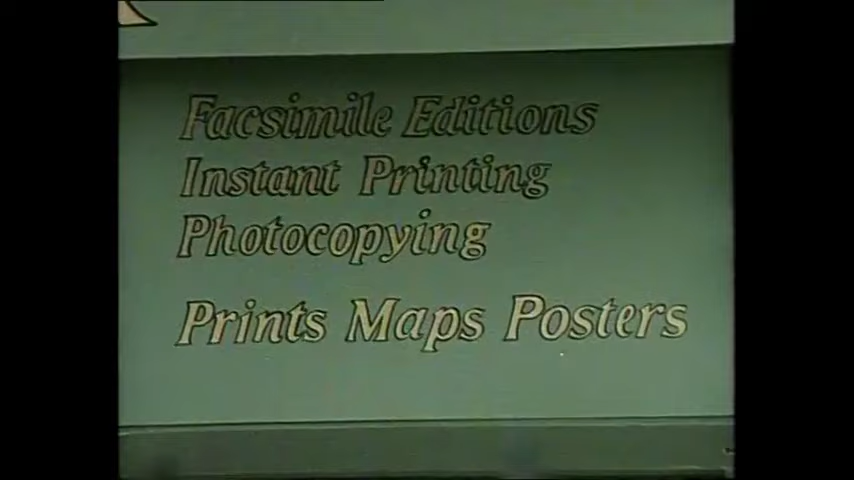 Facsimile Editions
Instant Printing
Photocopying
Prints Maps Posters